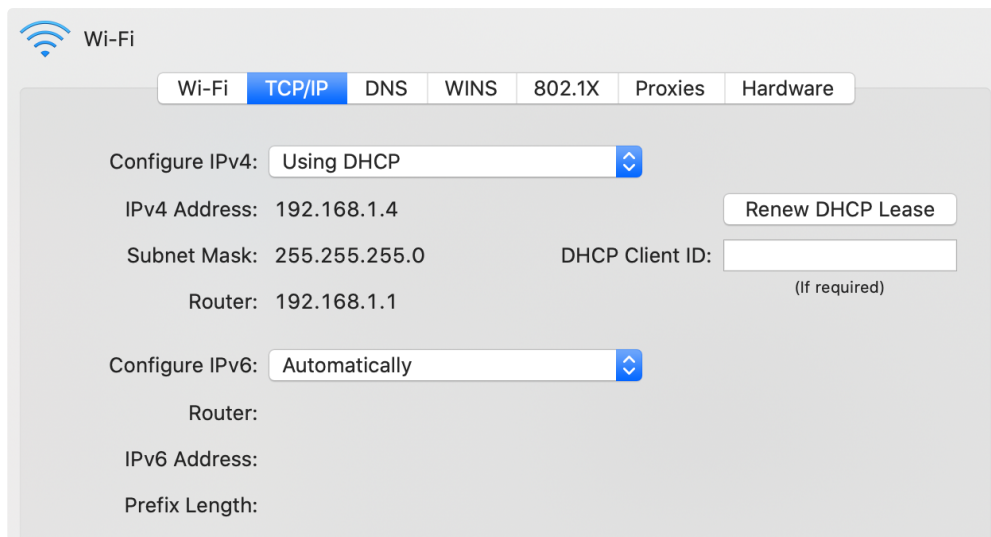 Wi-Fi
Wi-Fi TCP/IP DNS WINS 802.1X Proxies Hardware
Configure IPv4: Using DHCP
IPv4 Address: 192.168.1.4 Renew DHCP Lease
Subnet Mask: 255.255.255.0 DHCP Client ID:
(If required)
Router: 192.168.1.1
Configure IPv6: Automatically
Router:
IPv6 Address:
Prefix Length: